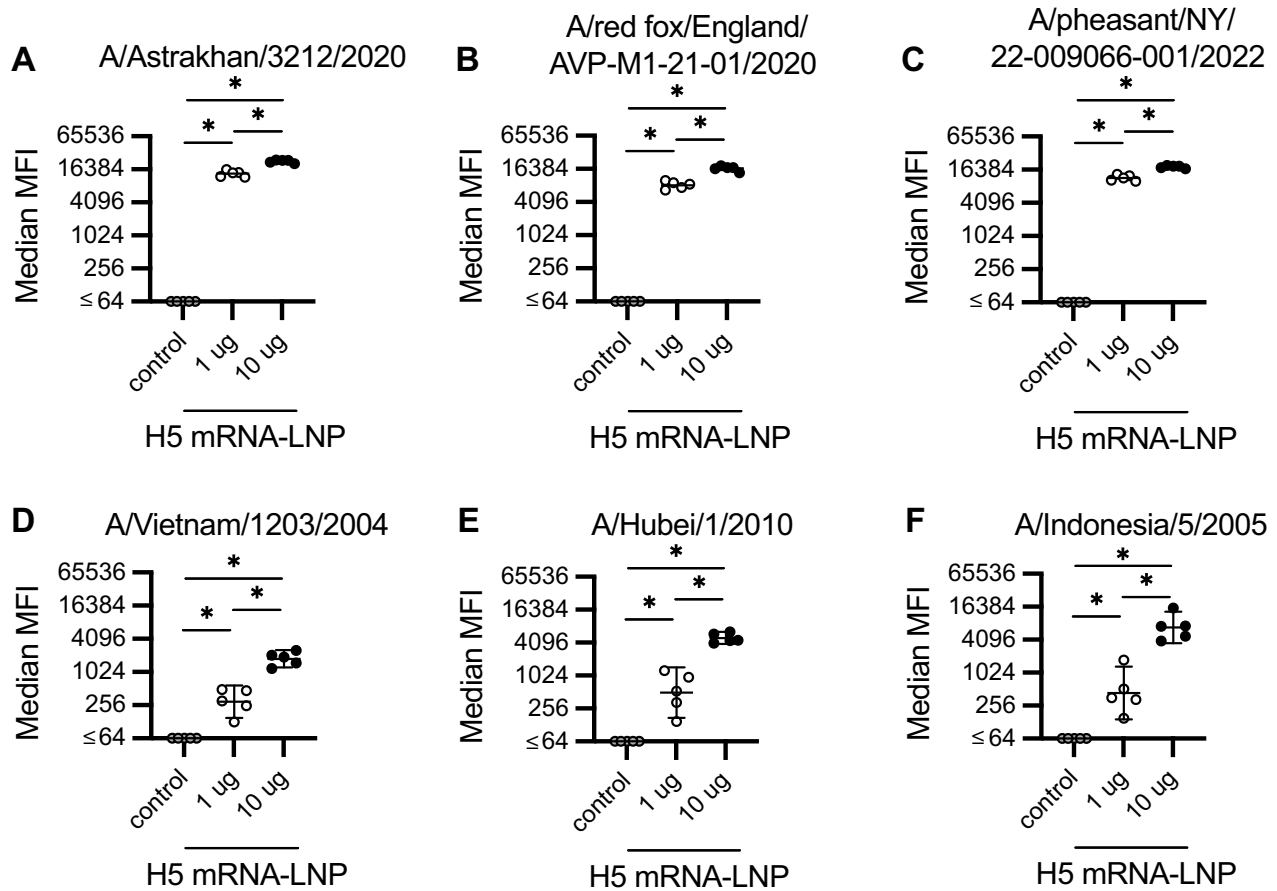 A
A/Astrakhan/3212/2020
*
*
*
Median MFI
65536
16384
4096
1024
256
≤ 64
control
1 ug
10 ug
H5 mRNA-LNP
B
A/red fox/England/
AVP-M1-21-01/2020
*
*
*
Median MFI
65536
16384
4096
1024
256
≤ 64
control
1 ug
10 ug
H5 mRNA-LNP
C
A/pheasant/NY/
22-009066-001/2022
*
*
*
Median MFI
65536
16384
4096
1024
256
≤ 64
control
1 ug
10 ug
H5 mRNA-LNP
D
A/Vietnam/1203/2004
*
*
*
Median MFI
65536
16384
4096
1024
256
≤ 64
control
1 ug
10 ug
H5 mRNA-LNP
E
A/Hubei/1/2010
*
*
*
Median MFI
65536
16384
4096
1024
256
≤ 64
control
1 ug
10 ug
H5 mRNA-LNP
F
A/Indonesia/5/2005
*
*
*
Median MFI
65536
16384
4096
1024
256
≤ 64
control
1 ug
10 ug
H5 mRNA-LNP